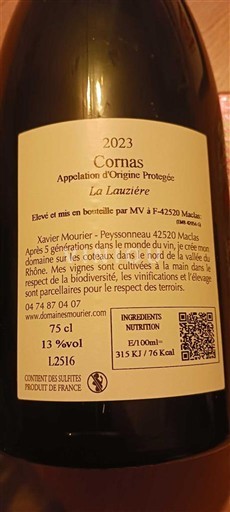 2023
Cornas
Appelation d'Origine Protegée
La Lauzière
Elevé et mis en bouteille par MV à F-42520 Maclas
Xavier Mourier - Peyssonneau 42520 Maclas
Après 5 générations dans le monde du vin, je crée mon
domaine sur les coteaux dans le nord de la vallée du
Rhône. Mes vignes sont cultivées à la main dans le
respect de la biodiversité, les vinifications et l'élevage
sont parcellaires pour le respect des terroirs.
04 74 87 04 07
www.domainesmourier.com
75 cl
13 %vol
L2516
INGREDIENTS
NUTRITION
E/100ml=
315 KJ / 76 Kcal
CONTIENT DES SULFITES
PRODUIT DE FRANCE